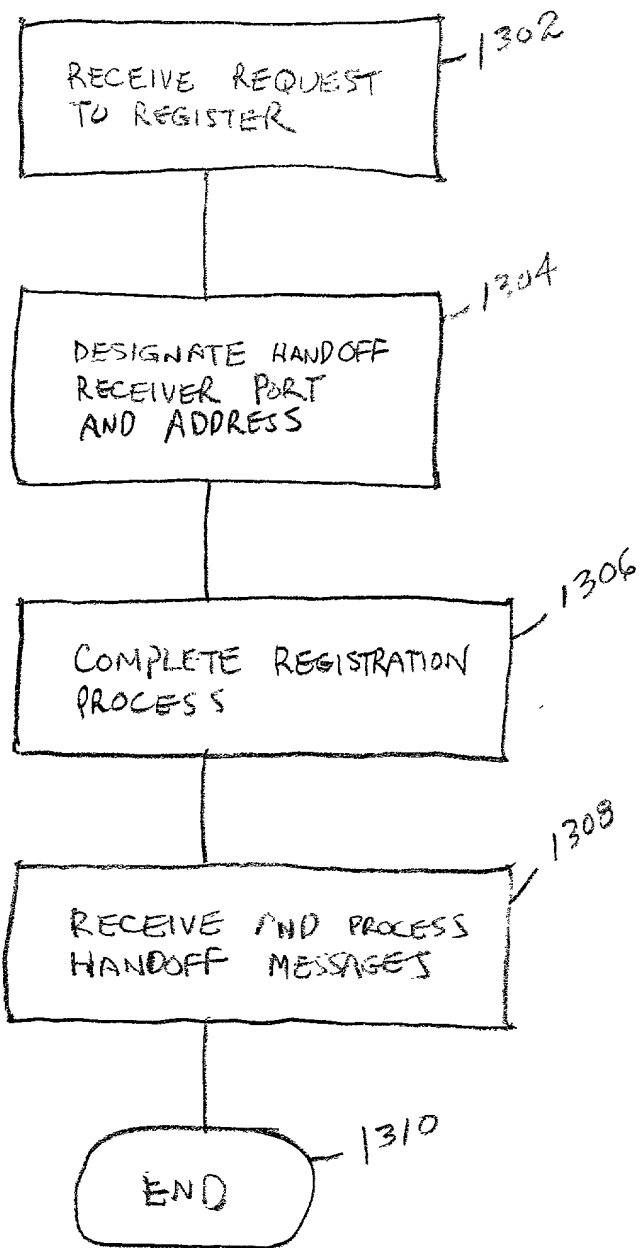 1302
RECEIVE REQUEST
TO REGISTER
1304
DESIGNATE HANDOFF
RECEIVER PORT
AND ADDRESS
1306
COMPLETE REGISTRATION
PROCESS
1308
RECEIVE AND PROCESS
HANDOFF MESSAGES
1310
END